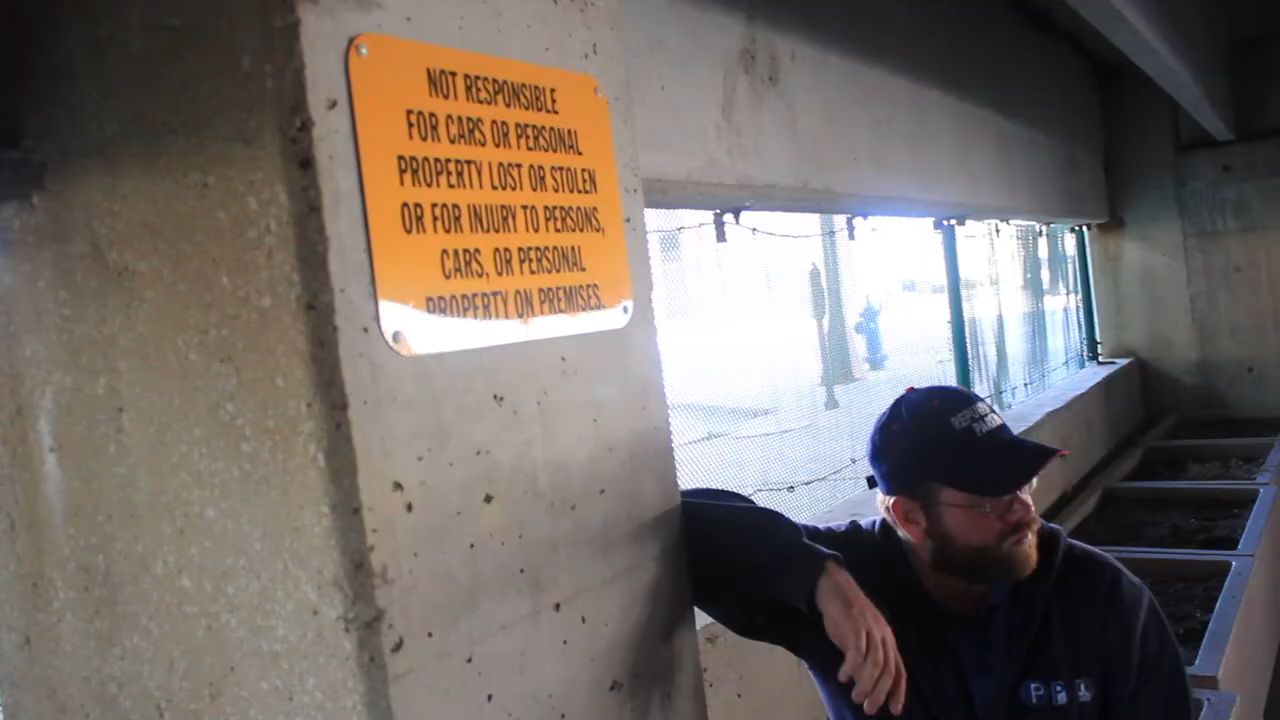 NOT RESPONSIBLE
FOR CARS OR PERSONAL
PROPERTY LOST OR STOLEN
OR FOR INJURY TO PERSONS,
CARS, OR PERSONAL
PROPERTY ON PREMISES.